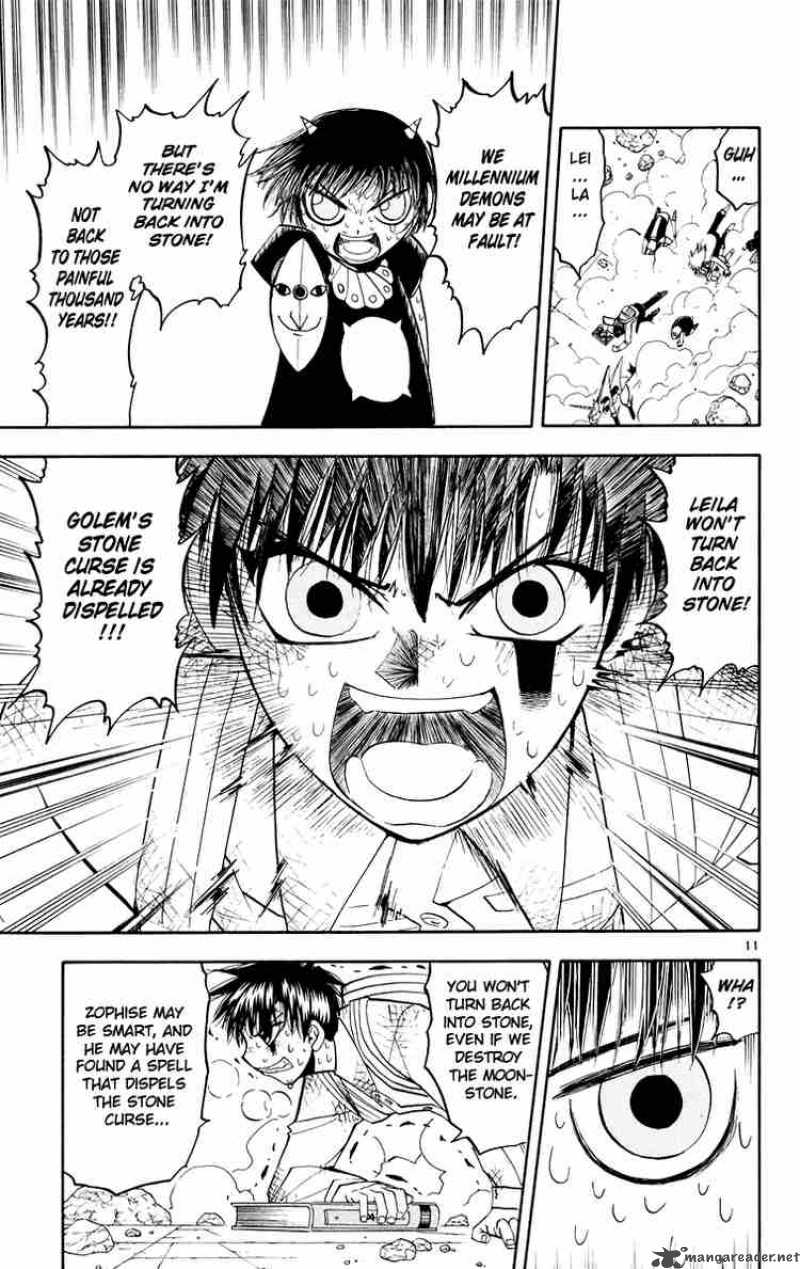 GUH
...
LEI
...
LA
...
WE
MILLENNIUM
DEMONS
MAY BE AT
FAULT!
BUT
THERE'S
NO WAY I'M
TURNING
BACK INTO
STONE!
NOT
BACK
TO THOSE
PAINFUL
THOUSAND
YEARS!!
LEILA
WON'T
TURN
BACK
INTO
STONE!
GOLEM'S
STONE
CURSE IS
ALREADY
DISPELLED
!!!
11
WHA
!?
YOU WON'T
TURN BACK
INTO STONE,
EVEN IF WE
DESTROY
THE MOON-
STONE.
ZOPHISE MAY
BE SMART, AND
HE MAY HAVE
FOUND A SPELL
THAT DISPELS
THE STONE
CURSE...
mangareader.net